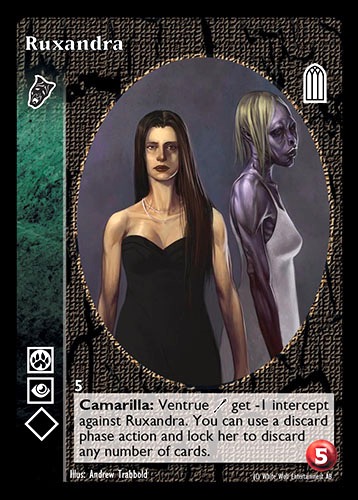 Ruxandra
5
Camarilla: Ventrue get -1 intercept
against Ruxandra. You can use a discard
phase action and lock her to discard
any number of cards.
5
Illus: Andrew Trabbold
(C) White Wolf Entertainment AB